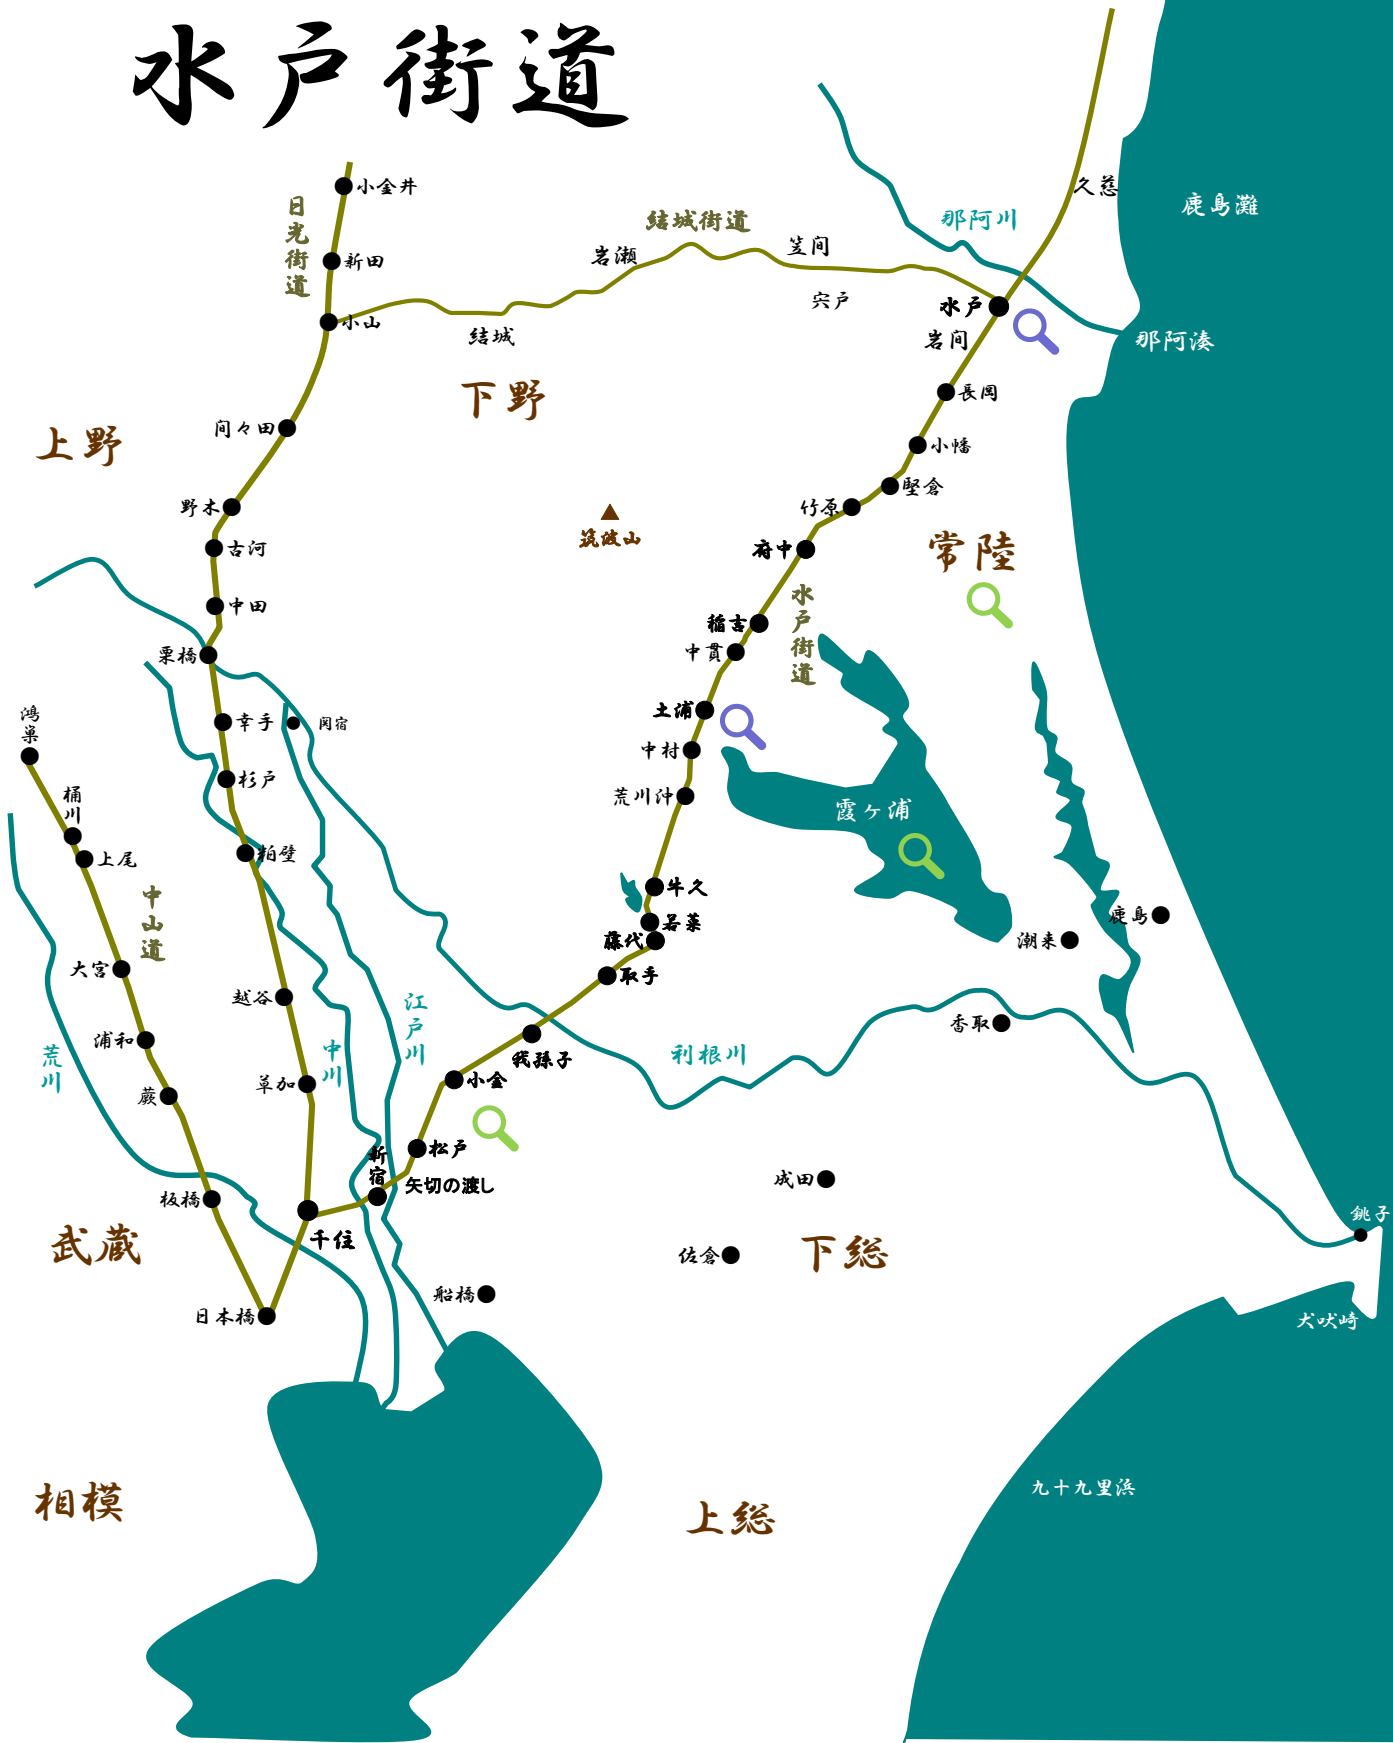 水戸街道
小金井
久慈
鹿島灘
日光街道
結城街道
那阿川
岩瀬
笠间
新田
宍戸
水戸
小山
結城
岩间
那阿湊
長岡
下野
上野
间々田
小幡
堅倉
野木
竹原
筑波山
古河
府中
常陸
中田
水戸街道
稲吉
栗橋
中貫
鴻巣
幸手
関宿
土浦
中村
杉戸
桶川
荒川沖
霞ヶ浦
粕壁
上尾
牛久
中山道
若菜
鹿島
藤代
潮来
大宮
取手
越谷
江戸川
香取
浦和
我孫子
利根川
荒川
中川
草加
小金
蕨
松戸
新宿
矢切の渡し
成田
板橋
千住
銚子
武蔵
佐倉
下総
船橋
日本橋
犬吠崎
九十九里浜
相模
上総